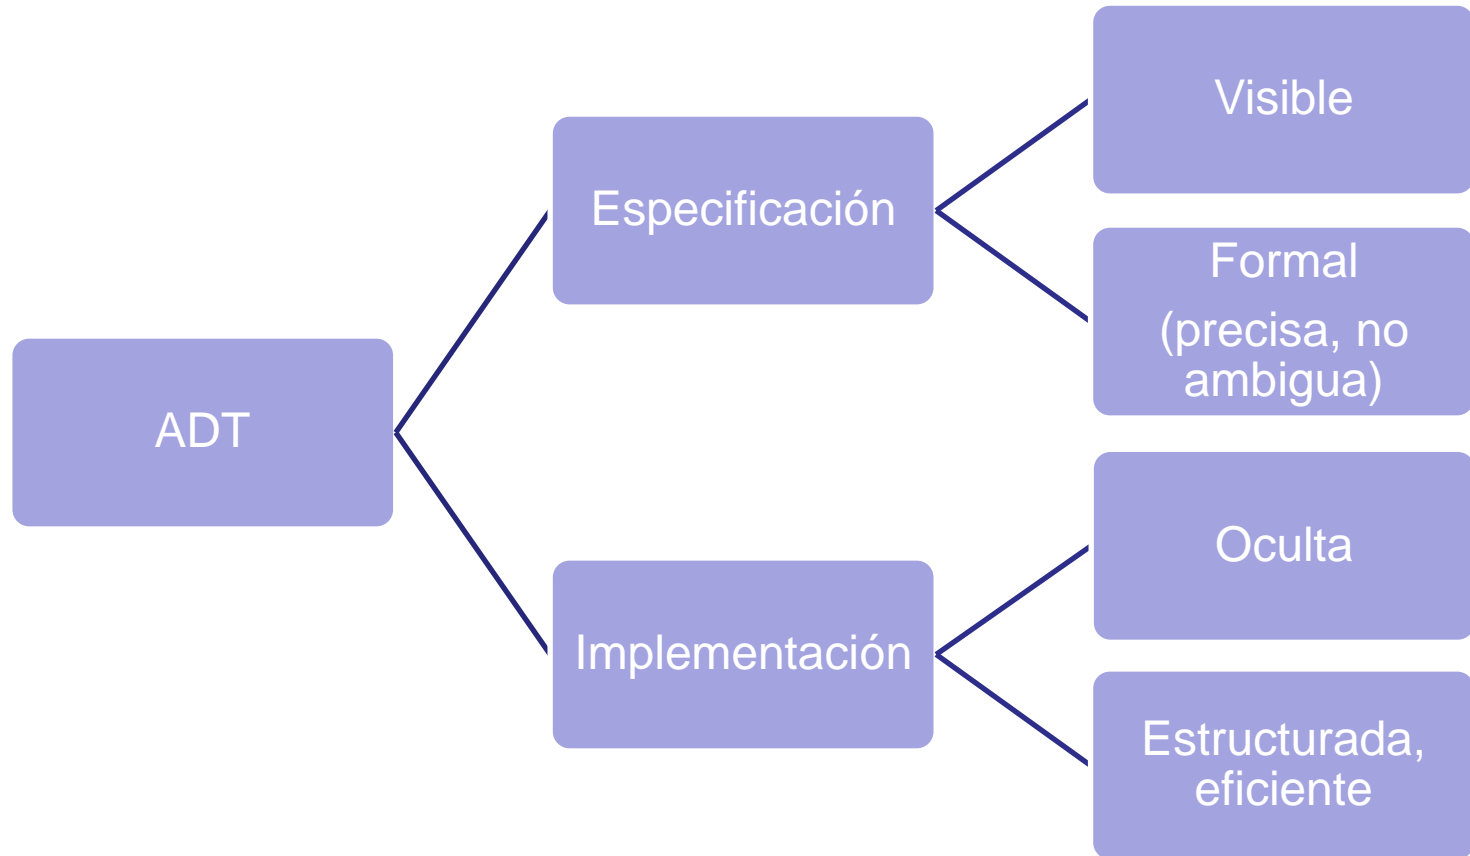 ADT
Especificación
Visible
Formal
(precisa, no
ambigua)
Implementación
Oculta
Estructurada,
eficiente